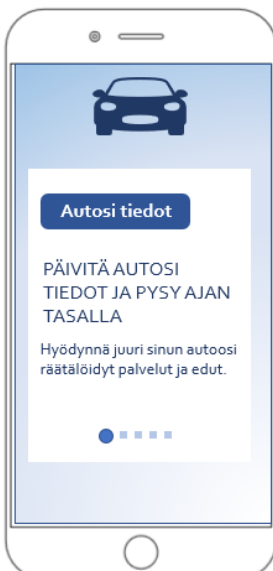 Autosi tiedot
PÄIVITÄ AUTOSI
TIEDOT JA PYSY AJAN
TASALLA
Hyödynnä juuri sinun autoosi
räätälöidyt palvelut ja edut.